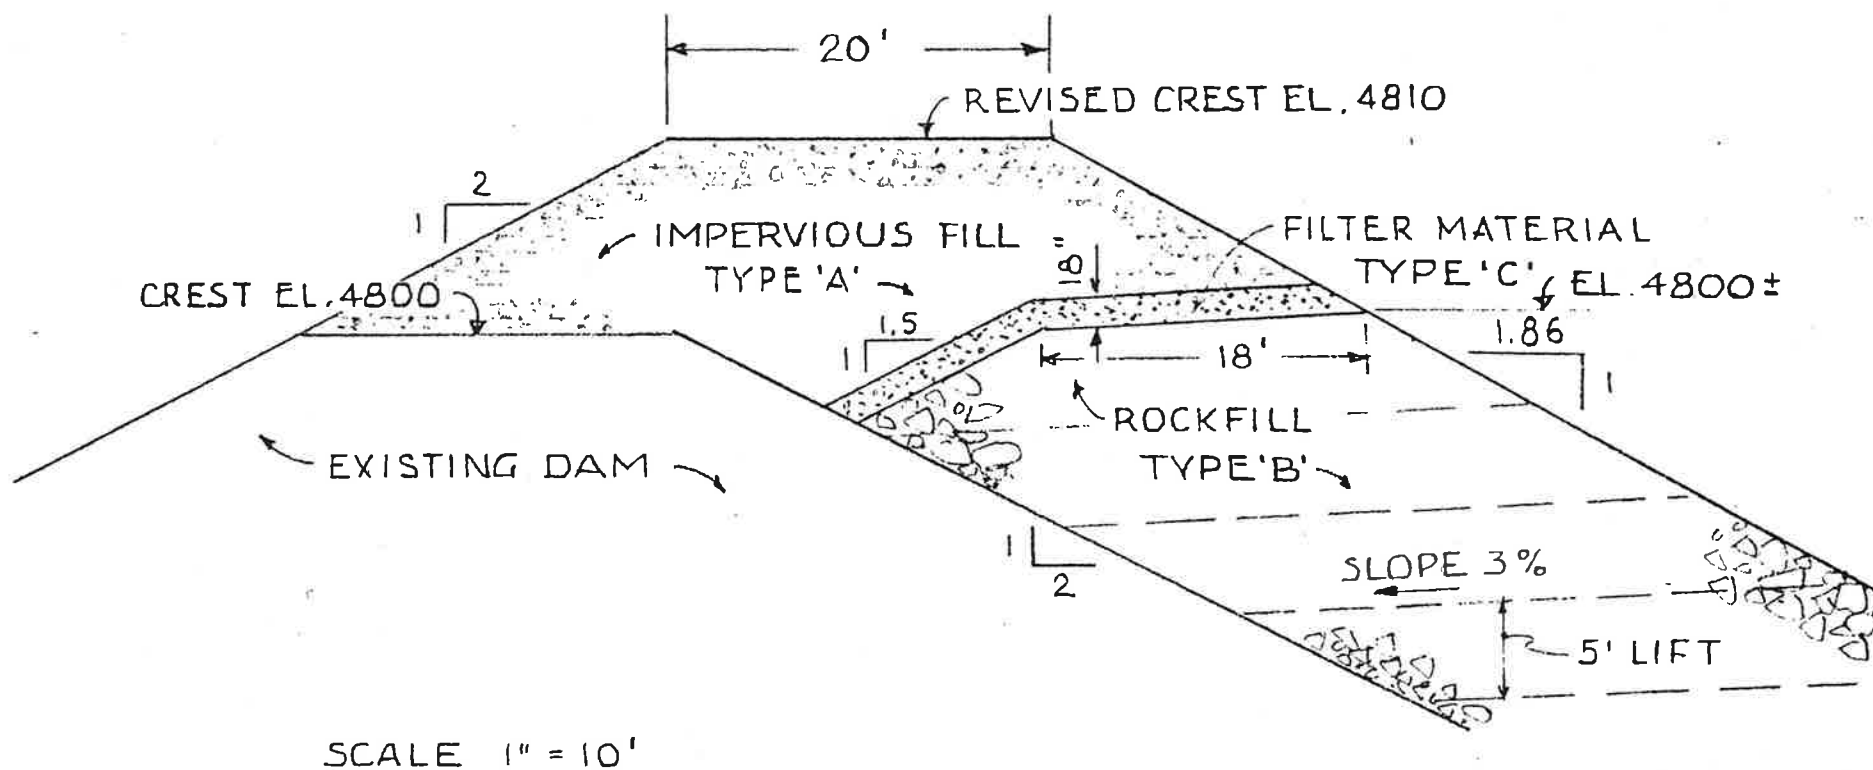 20'
REVISED CREST EL. 4810
2
1
IMPERVIOUS FILL
TYPE 'A'
18"
FILTER MATERIAL
TYPE 'C'
EL. 4800 ±
CREST EL. 4800
1.5
1
1.86
1
18'
ROCKFILL
TYPE 'B'
EXISTING DAM
1
2
SLOPE 3%
5' LIFT
SCALE 1" = 10'